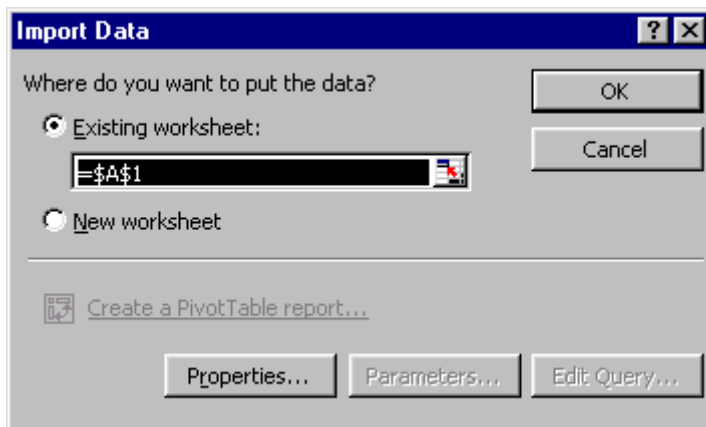 Import Data
Where do you want to put the data?
OK
Existing worksheet:
Cancel
=$A$1
New worksheet
Create a PivotTable report...
Properties...
Parameters...
Edit Query...